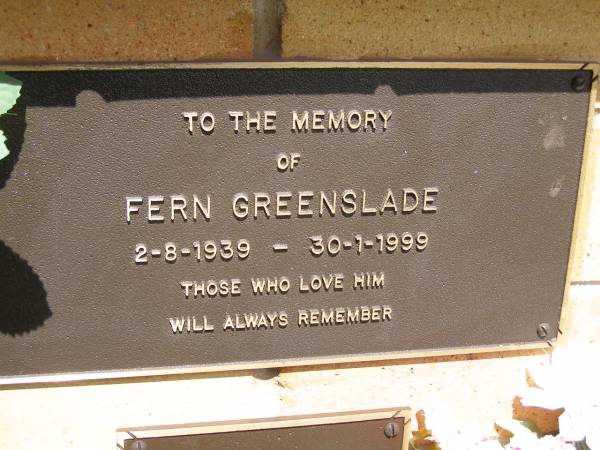 TO THE MEMORY
OF
FERN GREENSLADE
2-8-1939 - 30-1-1999
THOSE WHO LOVE HIM
WILL ALWAYS REMEMBER